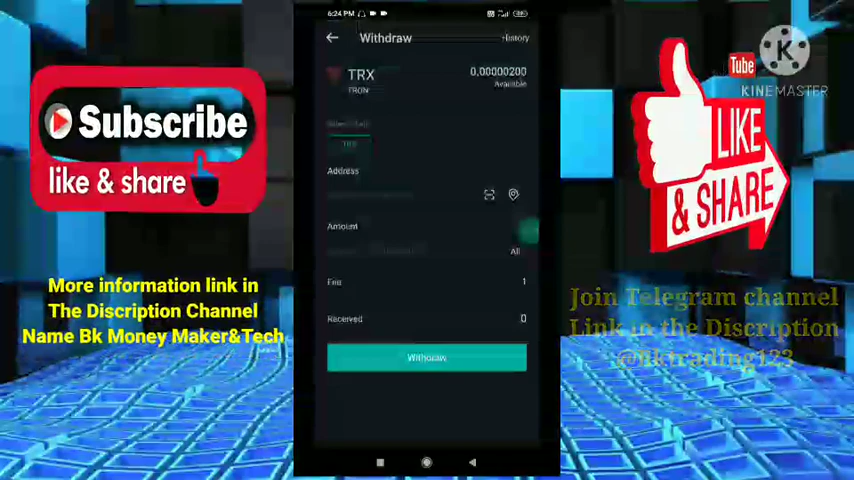 6:24 PM
Withdraw
History
TRX
0,00000200
TRON
Available
TRX
Address
Amount
All
Fee
1
Received
0
Withdraw
Subscribe
like & share
More information link in
The Discription Channel
Name Bk Money Maker&Tech
Tube
K
KINEMASTER
LIKE
& SHARE
Join Telegram channel
Link in the Discription